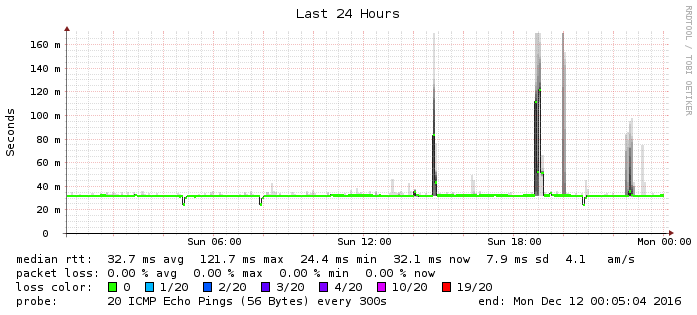 Last 24 Hours
RRDTOOL / TOBI OETIKER
Seconds
160 m
140 m
120 m
100 m
80 m
60 m
40 m
20 m
0
Sun 06:00 Sun 12:00 Sun 18:00 Mon 00:00
median rtt: 32.7 ms avg 121.7 ms max 24.4 ms min 32.1 ms now 7.9 ms sd 4.1 am/s
packet loss: 0.00 % avg 0.00 % max 0.00 % min 0.00 % now
loss color: 0 1/20 2/20 3/20 4/20 10/20 19/20
probe: 20 ICMP Echo Pings (56 Bytes) every 300s end: Mon Dec 12 00:05:04 2016